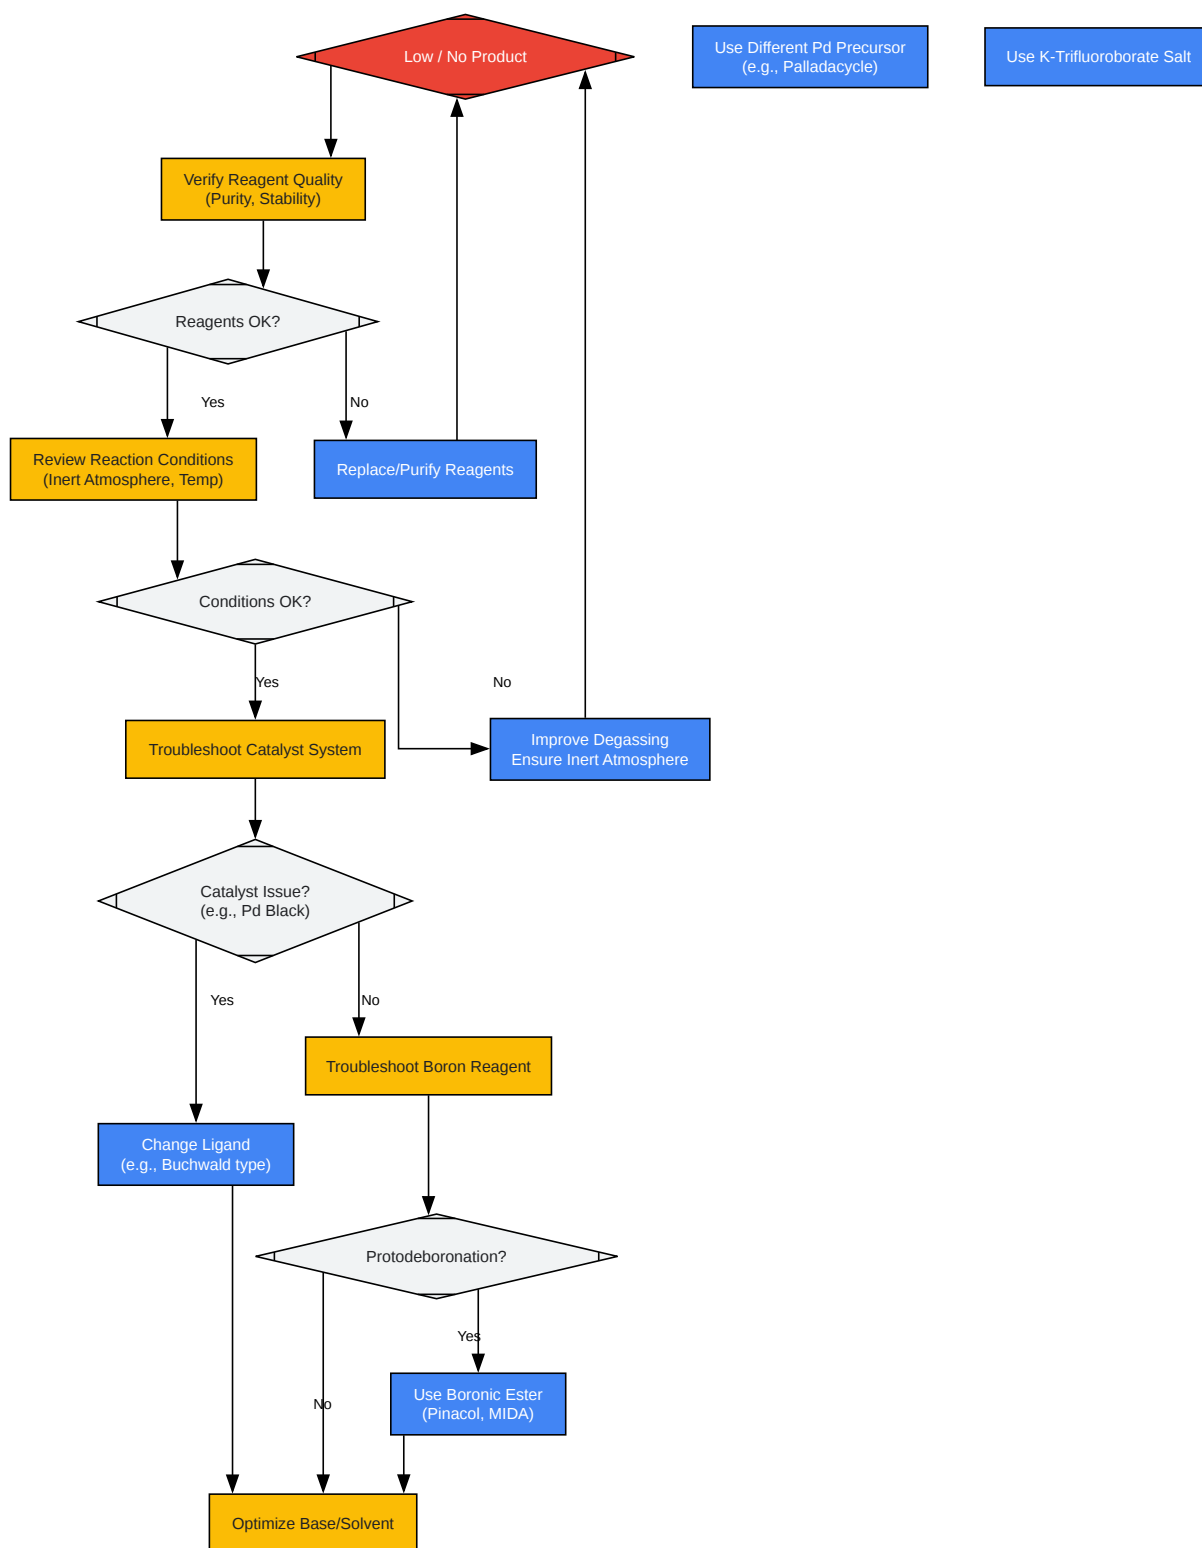 Low / No Product
Use Different Pd Precursor
(e.g., Palladacycle)
Use K-Trifluoroborate Salt
Verify Reagent Quality
(Purity, Stability)
Reagents OK?
Yes
No
Review Reaction Conditions
(Inert Atmosphere, Temp)
Replace/Purify Reagents
Conditions OK?
Yes
No
Troubleshoot Catalyst System
Improve Degassing
Ensure Inert Atmosphere
Catalyst Issue?
(e.g., Pd Black)
Yes
No
Troubleshoot Boron Reagent
Change Ligand
(e.g., Buchwald type)
Protodeboronation?
Yes
No
Use Boronic Ester
(Pinacol, MIDA)
Optimize Base/Solvent